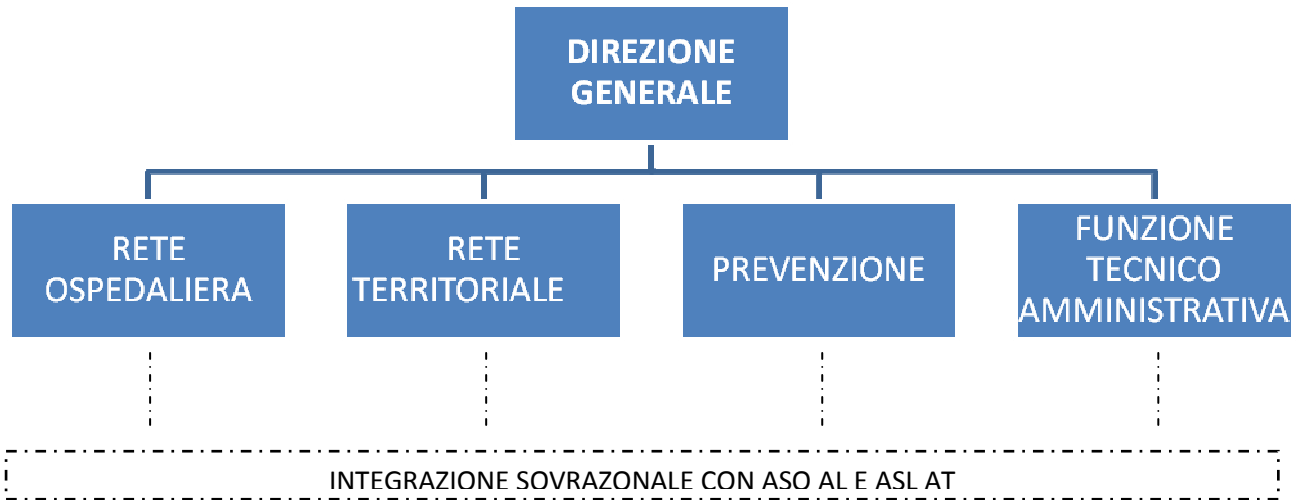 DIREZIONE
GENERALE
RETE
OSPEDALIERA
RETE
TERRITORIALE
PREVENZIONE
FUNZIONE
TECNICO
AMMINISTRATIVA
INTEGRAZIONE SOVRAZONALE CON ASO AL E ASL AT